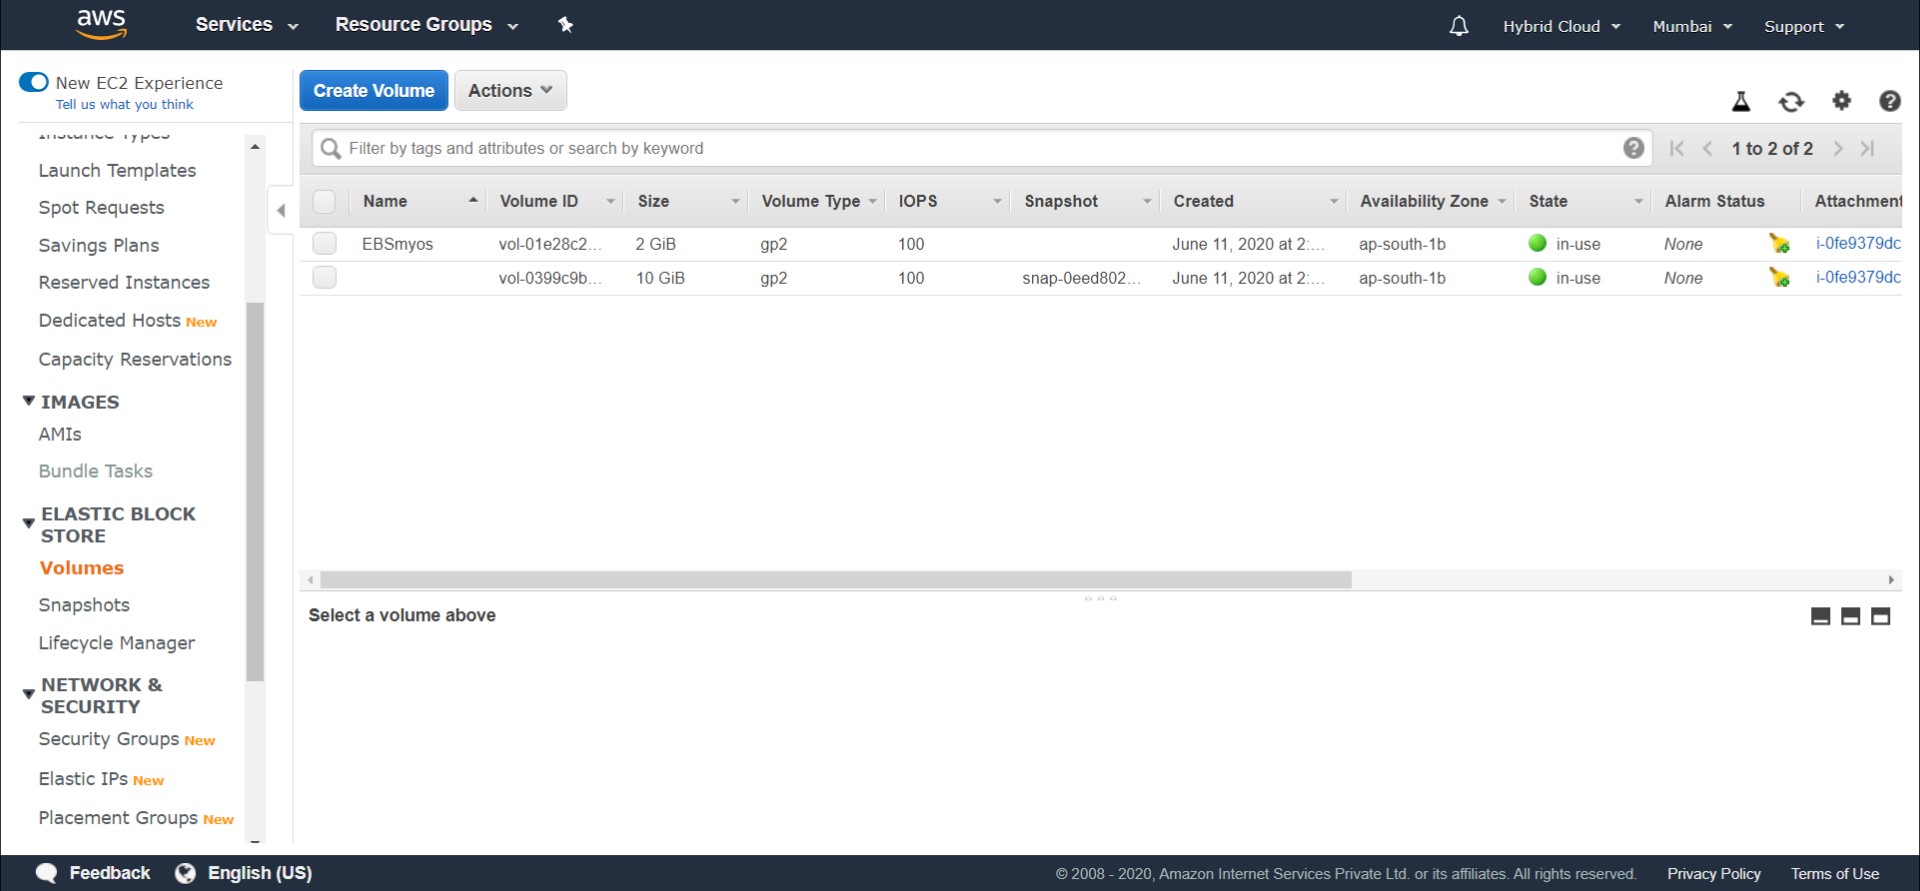 aws Services Resource Groups Hybrid Cloud Mumbai Support
New EC2 Experience
Tell us what you think
Instance Types
Launch Templates
Spot Requests
Savings Plans
Reserved Instances
Dedicated Hosts New
Capacity Reservations
IMAGES
AMIs
Bundle Tasks
ELASTIC BLOCK
STORE
Volumes
Snapshots
Lifecycle Manager
NETWORK &
SECURITY
Security Groups New
Elastic IPs New
Placement Groups New
Create Volume Actions
Filter by tags and attributes or search by keyword 1 to 2 of 2
Name Volume ID Size Volume Type IOPS Snapshot Created Availability Zone State Alarm Status Attachment
EBSmyos vol-01e28c2... 2 GiB gp2 100 June 11, 2020 at 2:... ap-south-1b in-use None i-0fe9379dc
vol-0399c9b... 10 GiB gp2 100 snap-0eed802... June 11, 2020 at 2:... ap-south-1b in-use None i-0fe9379dc
Select a volume above
Feedback English (US) © 2008 - 2020, Amazon Internet Services Private Ltd. or its affiliates. All rights reserved. Privacy Policy Terms of Use